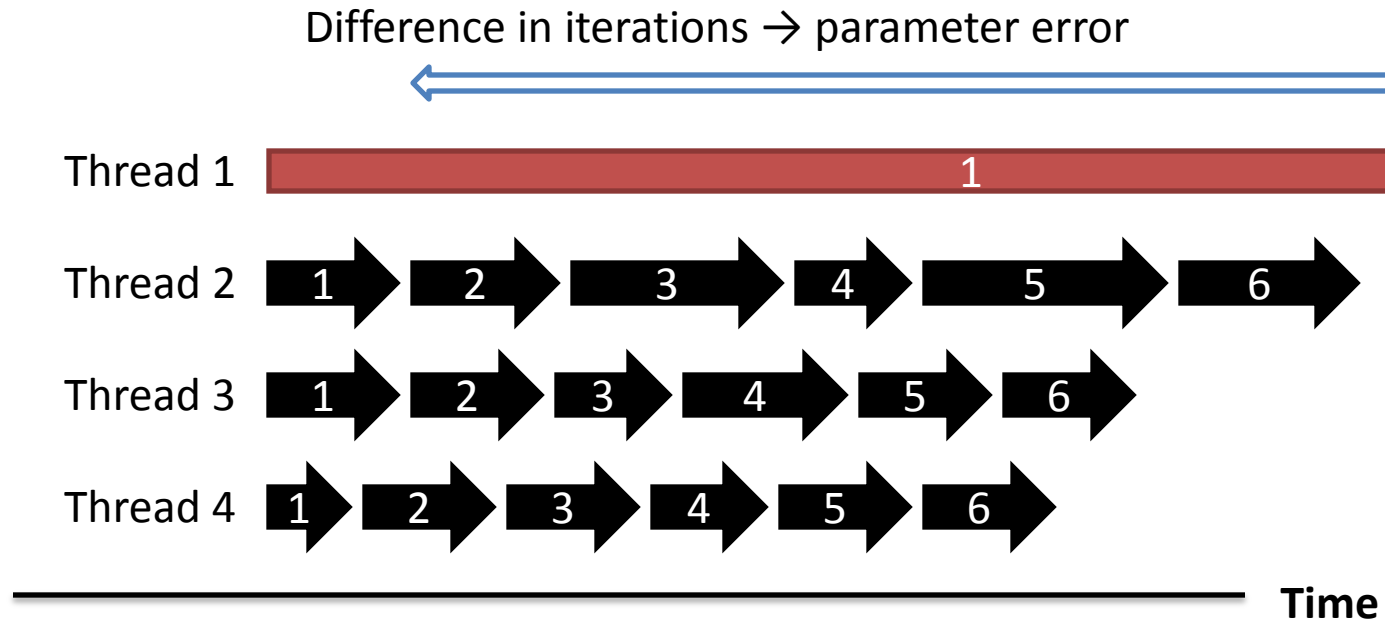 Difference in iterations → parameter error
Thread 1 1
Thread 2 1 2 3 4 5 6
Thread 3 1 2 3 4 5 6
Thread 4 1 2 3 4 5 6
Time